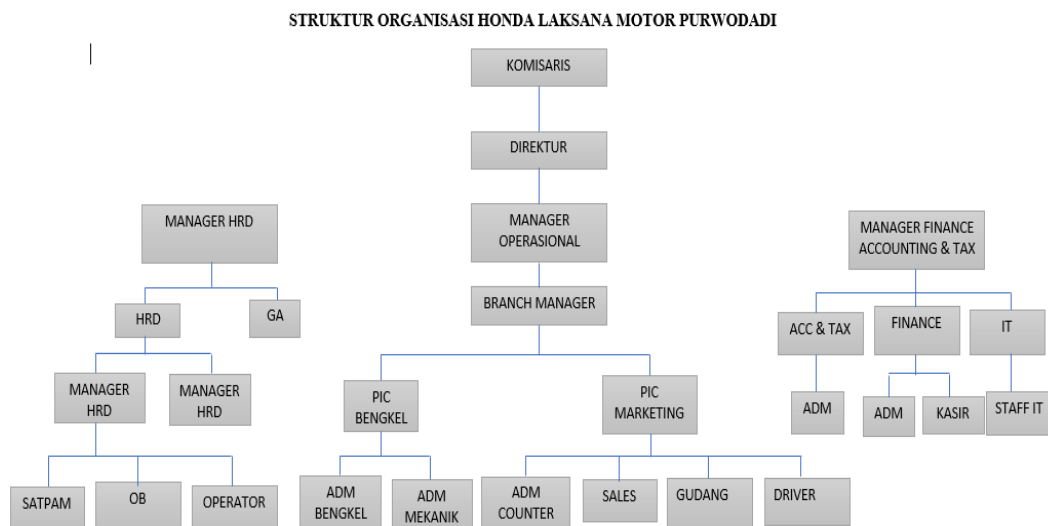 STRUKTUR ORGANISASI HONDA LAKSANA MOTOR PURWODADI
KOMISARIS
DIREKTUR
MANAGER HRD
MANAGER
OPERASIONAL
MANAGER FINANCE
ACCOUNTING & TAX
HRD
GA
BRANCH MANAGER
ACC & TAX
FINANCE
IT
MANAGER
HRD
MANAGER
HRD
PIC
BENGKEL
PIC
MARKETING
ADM
ADM
KASIR
STAFF IT
SATPAM
OB
OPERATOR
ADM
BENGKEL
ADM
MEKANIK
ADM
COUNTER
SALES
GUDANG
DRIVER